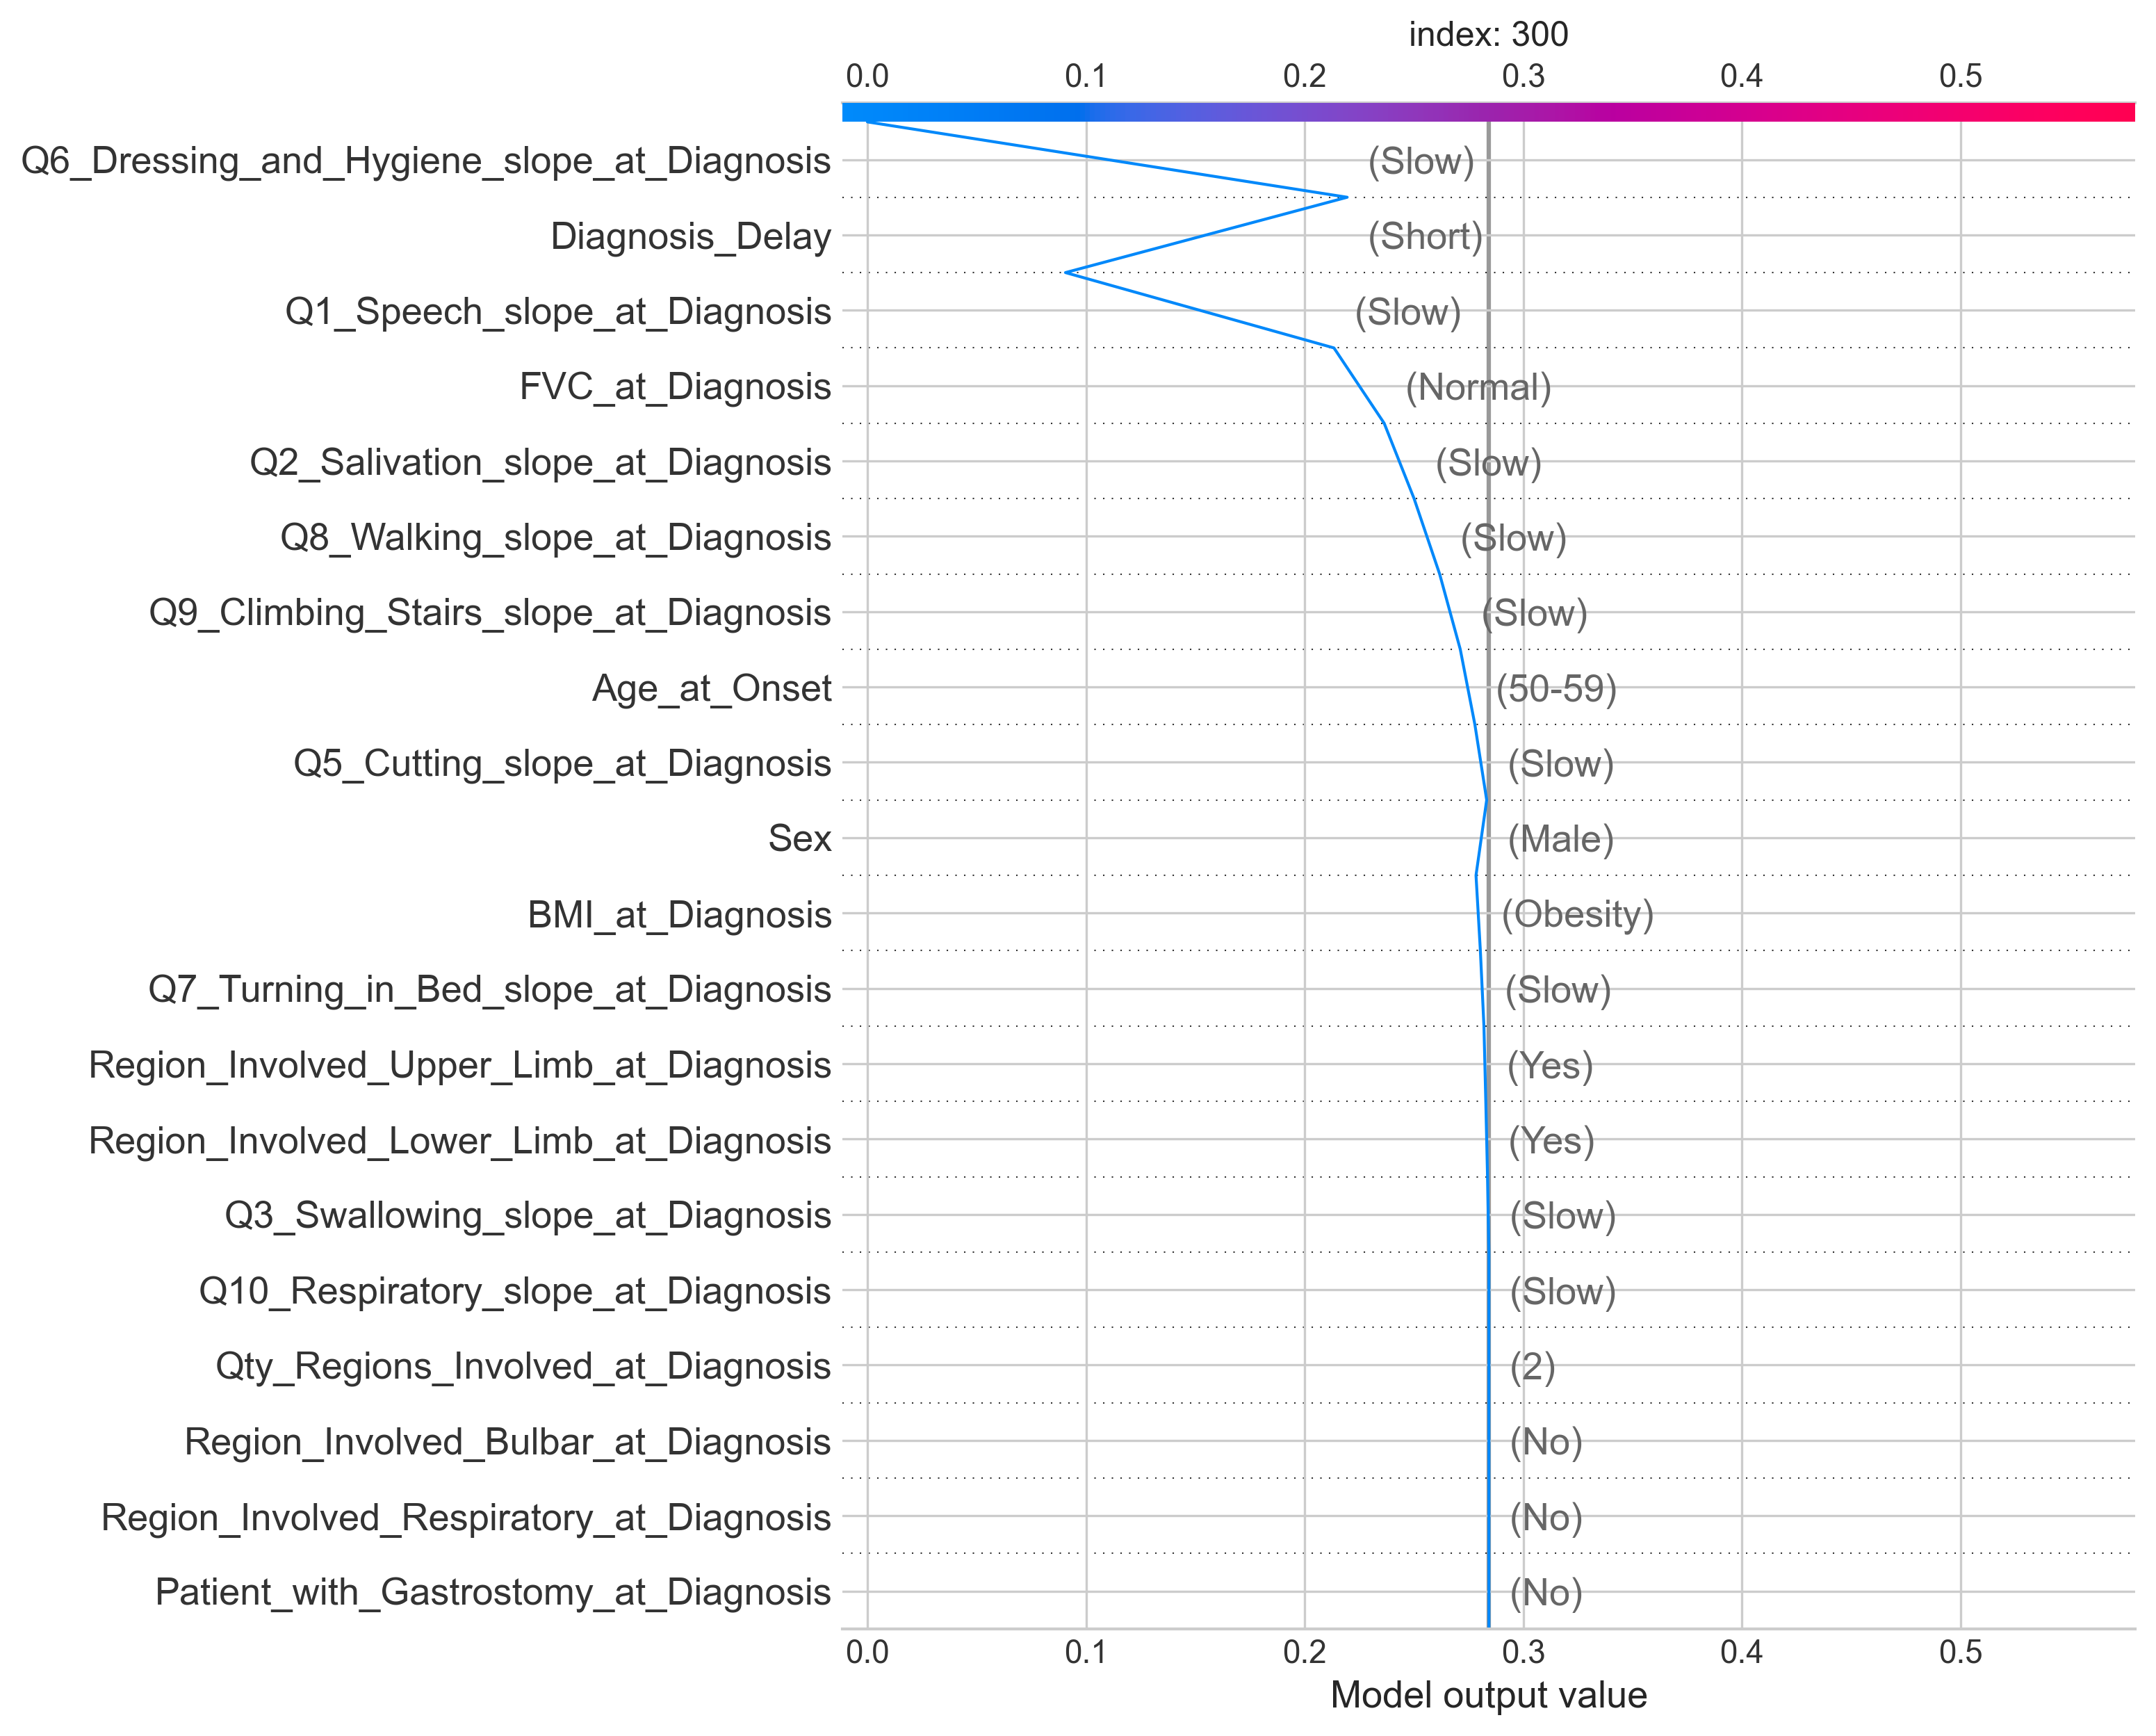 index: 300
0.0 0.1 0.2 0.3 0.4 0.5
Q6_Dressing_and_Hygiene_slope_at_Diagnosis (Slow)
Diagnosis_Delay (Short)
Q1_Speech_slope_at_Diagnosis (Slow)
FVC_at_Diagnosis (Normal)
Q2_Salivation_slope_at_Diagnosis (Slow)
Q8_Walking_slope_at_Diagnosis (Slow)
Q9_Climbing_Stairs_slope_at_Diagnosis (Slow)
Age_at_Onset (50-59)
Q5_Cutting_slope_at_Diagnosis (Slow)
Sex (Male)
BMI_at_Diagnosis (Obesity)
Q7_Turning_in_Bed_slope_at_Diagnosis (Slow)
Region_Involved_Upper_Limb_at_Diagnosis (Yes)
Region_Involved_Lower_Limb_at_Diagnosis (Yes)
Q3_Swallowing_slope_at_Diagnosis (Slow)
Q10_Respiratory_slope_at_Diagnosis (Slow)
Qty_Regions_Involved_at_Diagnosis (2)
Region_Involved_Bulbar_at_Diagnosis (No)
Region_Involved_Respiratory_at_Diagnosis (No)
Patient_with_Gastrostomy_at_Diagnosis (No)
0.0 0.1 0.2 0.3 0.4 0.5
Model output value